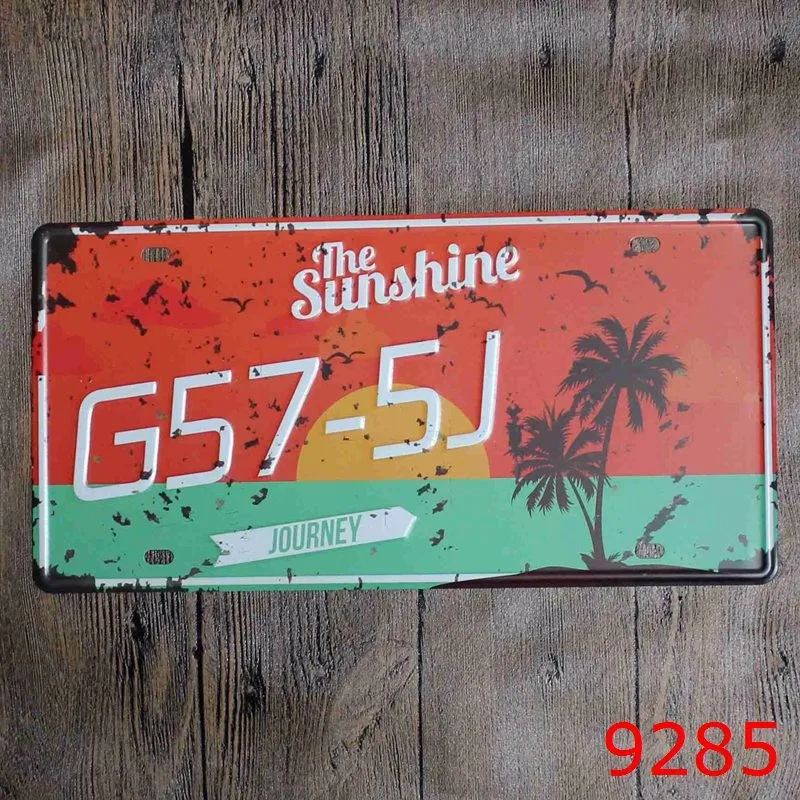 The
Sunshine
G57-5J
JOURNEY
9285